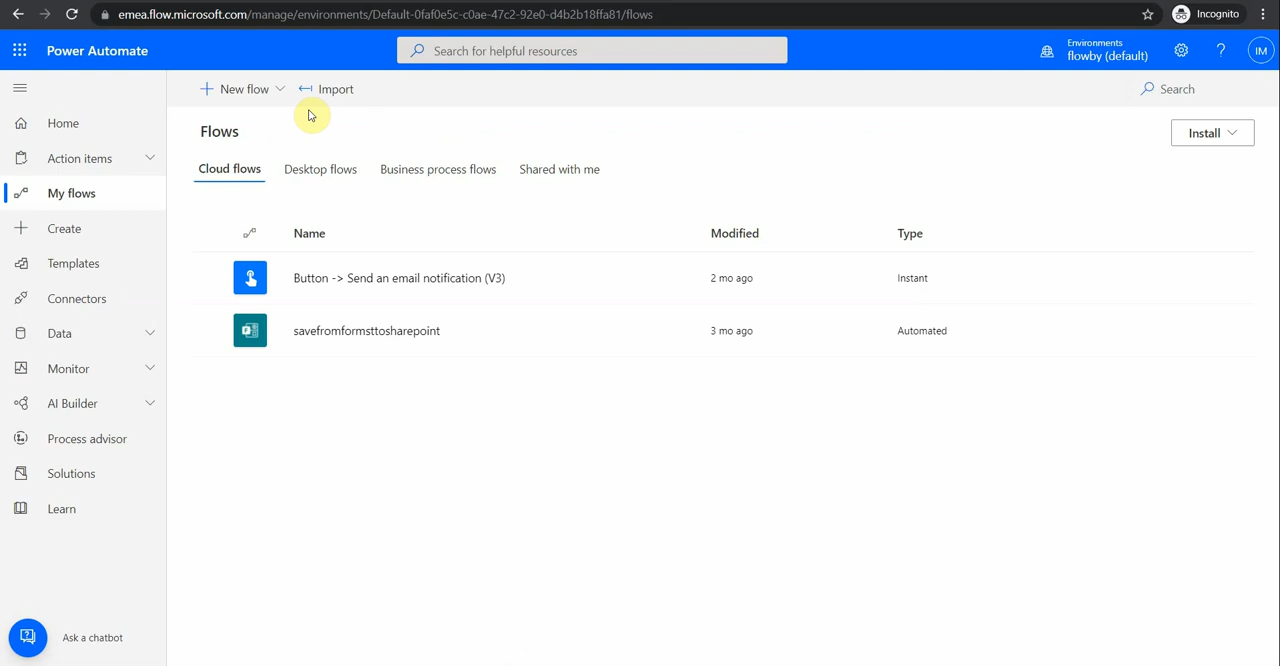 emea.flow.microsoft.com/manage/environments/Default-0faf0e5c-c0ae-47c2-92e0-d4b2b18ffa81/flows
Incognito
Power Automate
Search for helpful resources
Environments
flowby (default)
?
IM
New flow
Import
Search
Home
Flows
Install
Action items
Cloud flows
Desktop flows
Business process flows
Shared with me
My flows
Create
Name
Modified
Type
Templates
Button -> Send an email notification (V3)
2 mo ago
Instant
Connectors
Data
savefromformsttosharepoint
3 mo ago
Automated
Monitor
AI Builder
Process advisor
Solutions
Learn
Ask a chatbot